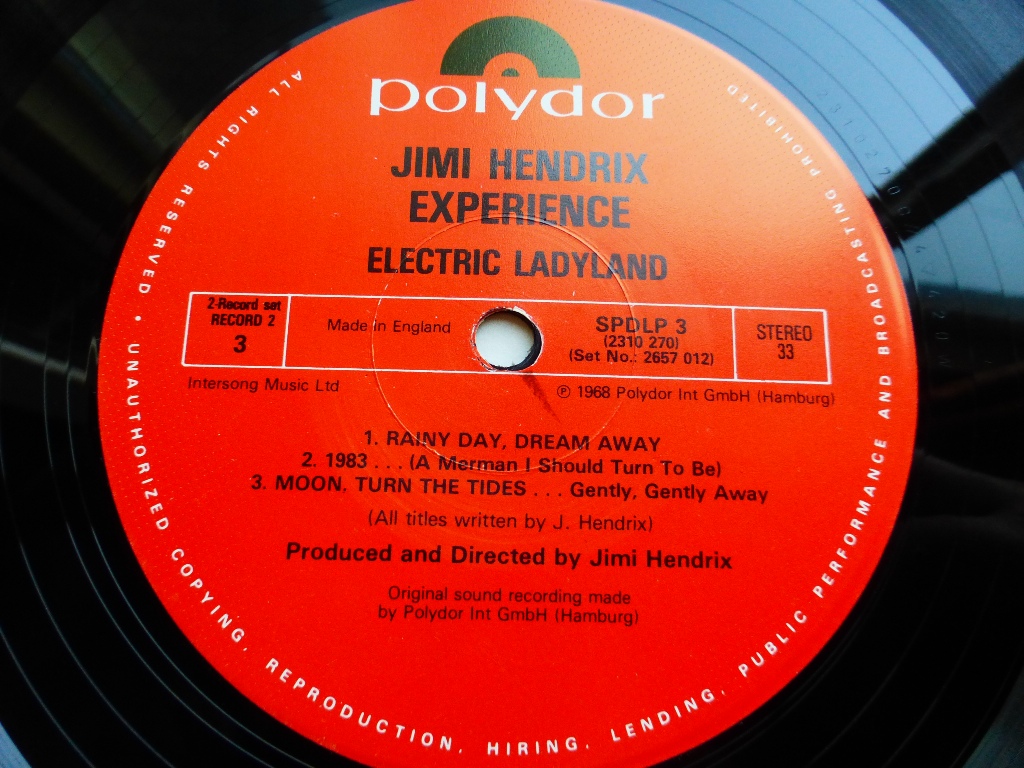 polydor
JIMI HENDRIX
EXPERIENCE
ELECTRIC LADYLAND
2-Record set
RECORD 2
3
Made in England
SPDLP 3
(2310 270)
(Set No.: 2657 012)
STEREO
33
Intersong Music Ltd
Ⓟ 1968 Polydor Int GmbH (Hamburg)
1. RAINY DAY, DREAM AWAY
2. 1983 . . . (A Merman I Should Turn To Be)
3. MOON, TURN THE TIDES . . . Gently, Gently Away
(All titles written by J. Hendrix)
Produced and Directed by Jimi Hendrix
Original sound recording made
by Polydor Int GmbH (Hamburg)
ALL RIGHTS RESERVED • UNAUTHORIZED COPYING, REPRODUCTION, HIRING, LENDING, PUBLIC PERFORMANCE AND BROADCASTING PROHIBITED